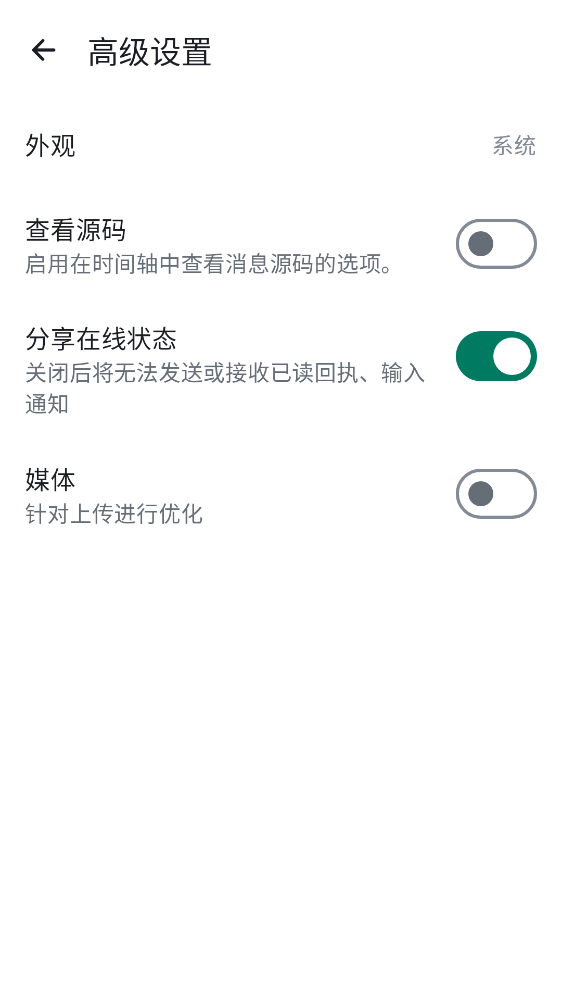 高级设置
外观
系统
查看源码
启用在时间轴中查看消息源码的选项。
分享在线状态
关闭后将无法发送或接收已读回执、输入
通知
媒体
针对上传进行优化